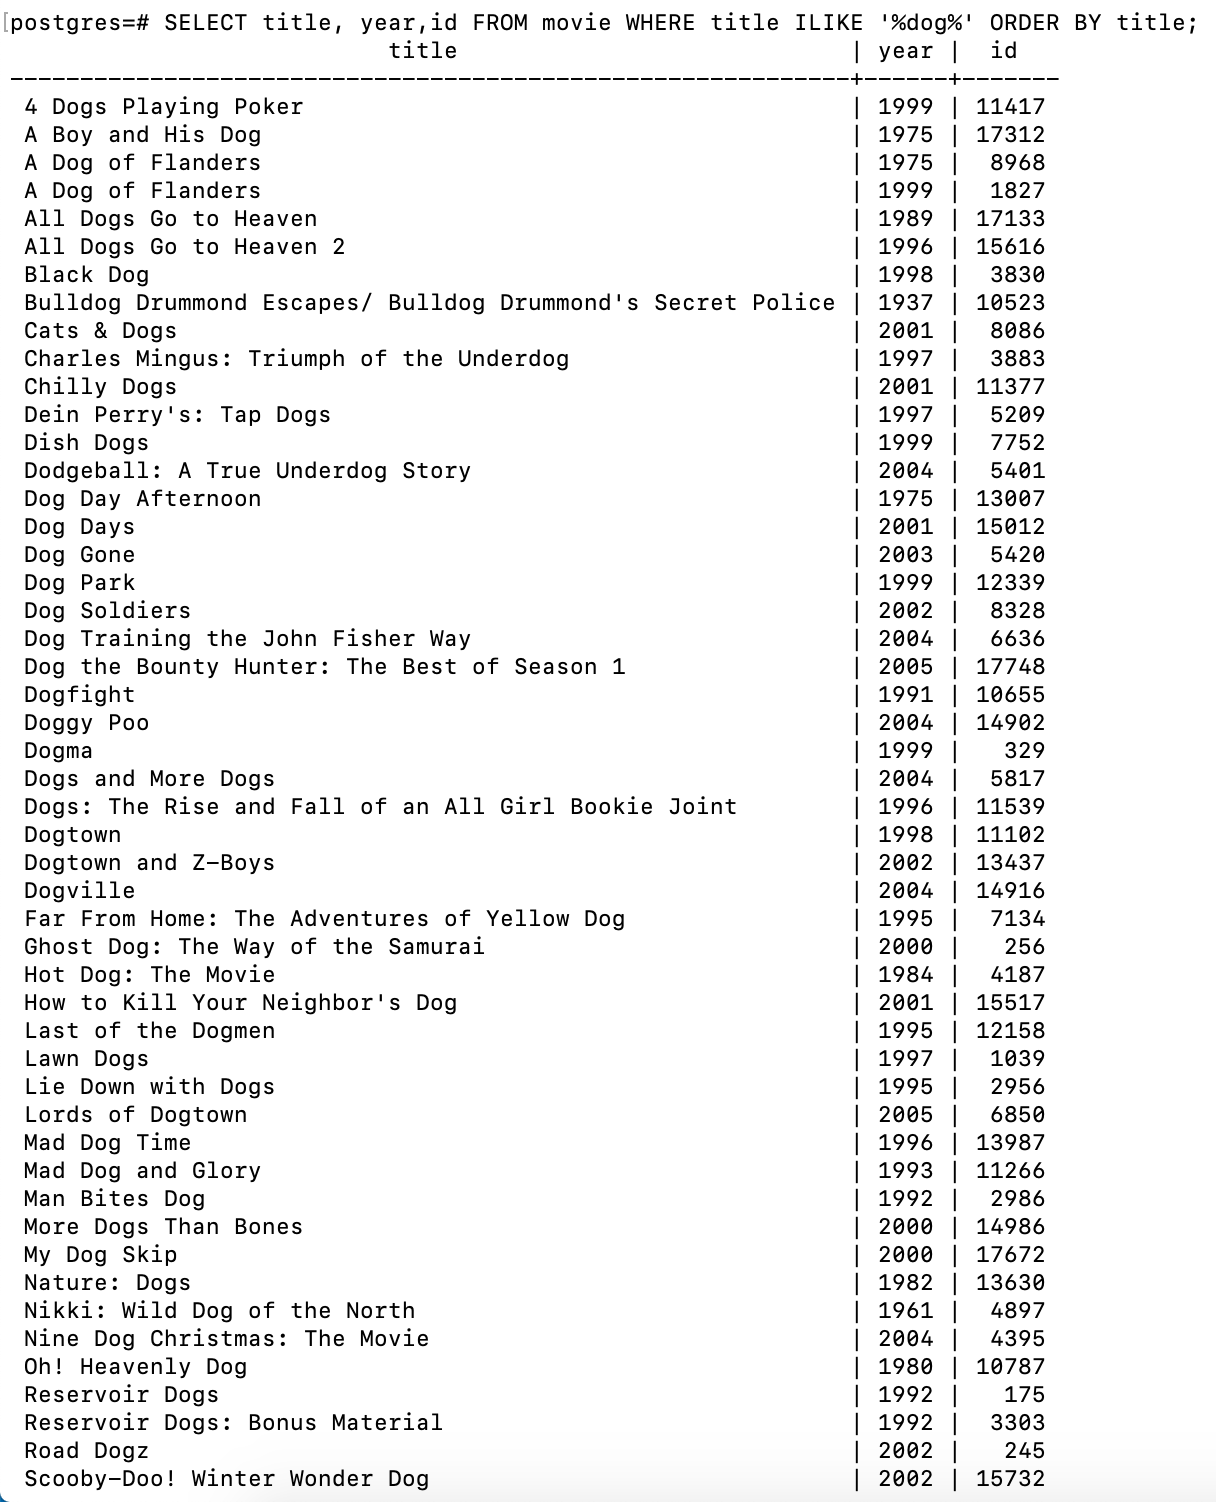 postgres=# SELECT title, year,id FROM movie WHERE title ILIKE '%dog%' ORDER BY title;
title | year | id
------------------------------------------------------------+------+-------
4 Dogs Playing Poker | 1999 | 11417
A Boy and His Dog | 1975 | 17312
A Dog of Flanders | 1975 | 8968
A Dog of Flanders | 1999 | 1827
All Dogs Go to Heaven | 1989 | 17133
All Dogs Go to Heaven 2 | 1996 | 15616
Black Dog | 1998 | 3830
Bulldog Drummond Escapes/ Bulldog Drummond's Secret Police | 1937 | 10523
Cats & Dogs | 2001 | 8086
Charles Mingus: Triumph of the Underdog | 1997 | 3883
Chilly Dogs | 2001 | 11377
Dein Perry's: Tap Dogs | 1997 | 5209
Dish Dogs | 1999 | 7752
Dodgeball: A True Underdog Story | 2004 | 5401
Dog Day Afternoon | 1975 | 13007
Dog Days | 2001 | 15012
Dog Gone | 2003 | 5420
Dog Park | 1999 | 12339
Dog Soldiers | 2002 | 8328
Dog Training the John Fisher Way | 2004 | 6636
Dog the Bounty Hunter: The Best of Season 1 | 2005 | 17748
Dogfight | 1991 | 10655
Doggy Poo | 2004 | 14902
Dogma | 1999 | 329
Dogs and More Dogs | 2004 | 5817
Dogs: The Rise and Fall of an All Girl Bookie Joint | 1996 | 11539
Dogtown | 1998 | 11102
Dogtown and Z-Boys | 2002 | 13437
Dogville | 2004 | 14916
Far From Home: The Adventures of Yellow Dog | 1995 | 7134
Ghost Dog: The Way of the Samurai | 2000 | 256
Hot Dog: The Movie | 1984 | 4187
How to Kill Your Neighbor's Dog | 2001 | 15517
Last of the Dogmen | 1995 | 12158
Lawn Dogs | 1997 | 1039
Lie Down with Dogs | 1995 | 2956
Lords of Dogtown | 2005 | 6850
Mad Dog Time | 1996 | 13987
Mad Dog and Glory | 1993 | 11266
Man Bites Dog | 1992 | 2986
More Dogs Than Bones | 2000 | 14986
My Dog Skip | 2000 | 17672
Nature: Dogs | 1982 | 13630
Nikki: Wild Dog of the North | 1961 | 4897
Nine Dog Christmas: The Movie | 2004 | 4395
Oh! Heavenly Dog | 1980 | 10787
Reservoir Dogs | 1992 | 175
Reservoir Dogs: Bonus Material | 1992 | 3303
Road Dogz | 2002 | 245
Scooby-Doo! Winter Wonder Dog | 2002 | 15732